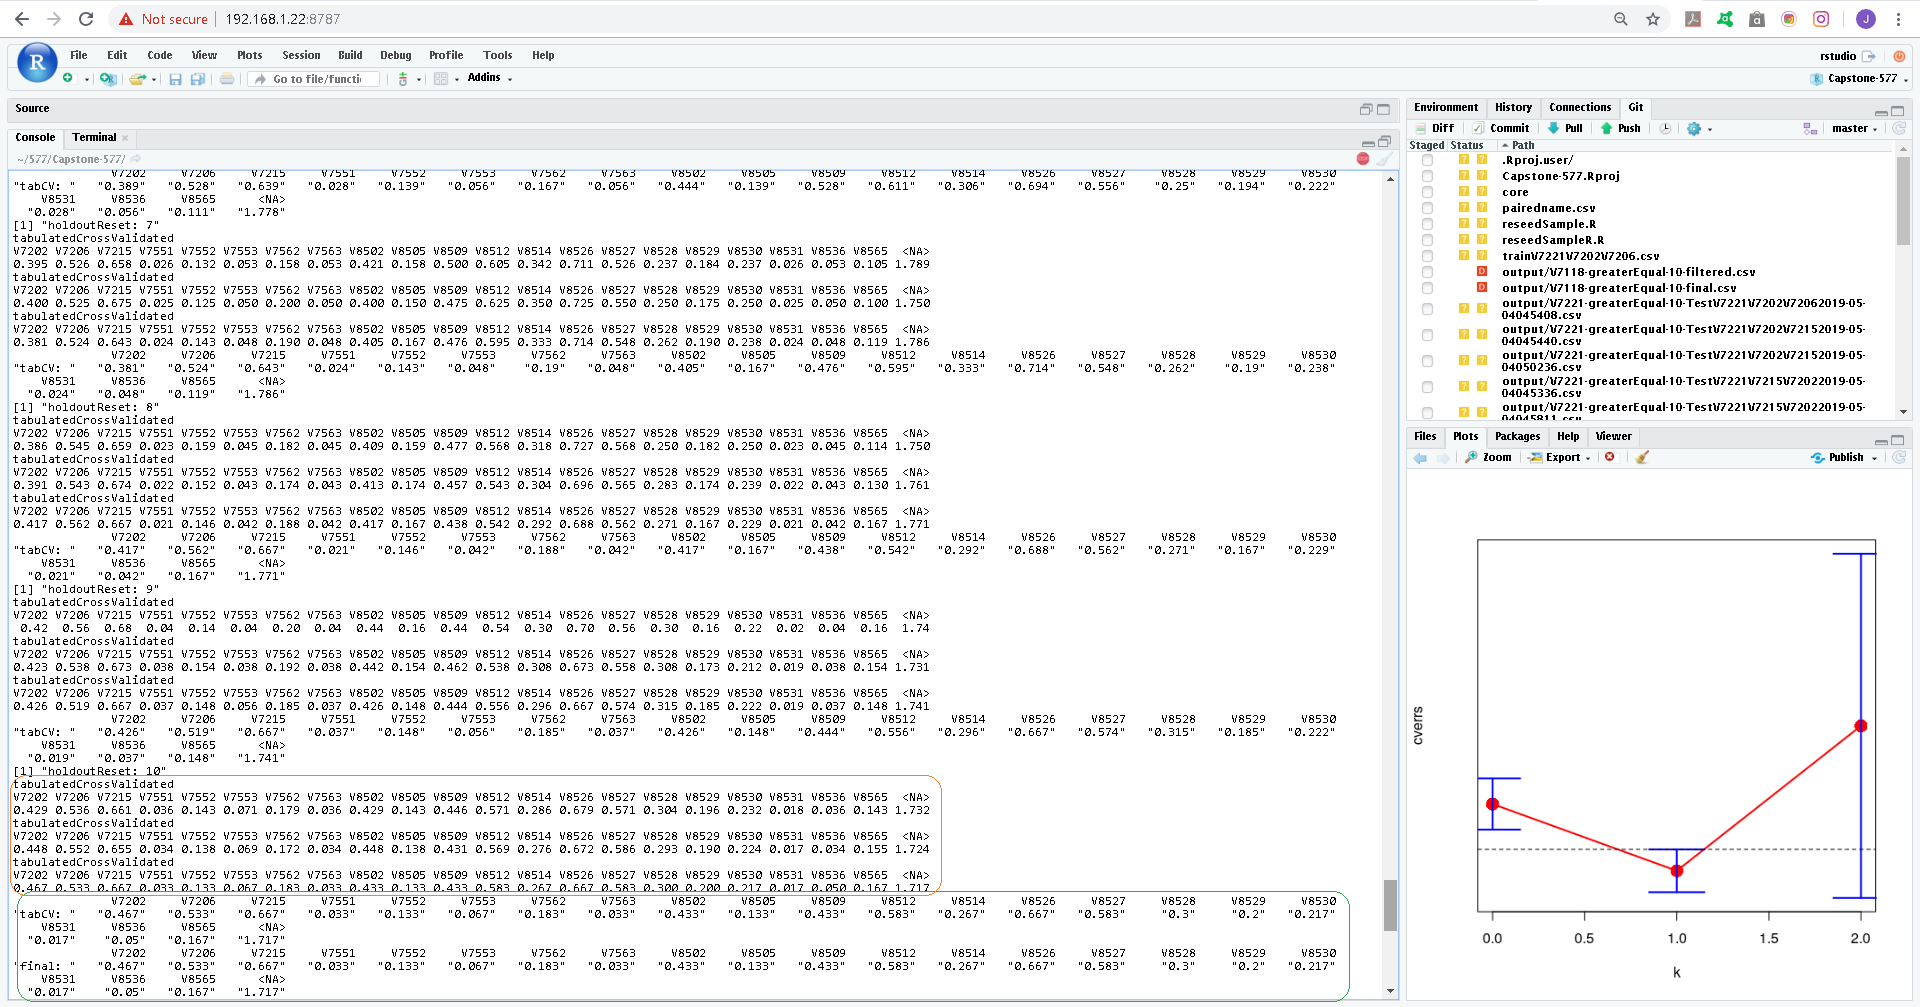 Not secure 192.168.1.22:8787
J
R File Edit Code View Plots Session Build Debug Profile Tools Help
rstudio
Go to file/functi Addins
Capstone-577
Source
Console Terminal
~/577/Capstone-577/
V7202 V7206 V7215 V7551 V7552 V7553 V7562 V7563 V8502 V8505 V8509 V8512 V8514 V8526 V8527 V8528 V8529 V8530
"tabCV: " "0.389" "0.528" "0.639" "0.028" "0.139" "0.056" "0.167" "0.056" "0.444" "0.139" "0.528" "0.611" "0.306" "0.694" "0.556" "0.25" "0.194" "0.222"
V8531 V8536 V8565 <NA>
"0.028" "0.056" "0.111" "1.778"
[1] "holdoutReset: 7"
tabulatedCrossValidated
V7202 V7206 V7215 V7551 V7552 V7553 V7562 V7563 V8502 V8505 V8509 V8512 V8514 V8526 V8527 V8528 V8529 V8530 V8531 V8536 V8565 <NA>
0.395 0.526 0.658 0.026 0.132 0.053 0.158 0.053 0.421 0.158 0.500 0.605 0.342 0.711 0.526 0.237 0.184 0.237 0.026 0.053 0.105 1.789
tabulatedCrossValidated
V7202 V7206 V7215 V7551 V7552 V7553 V7562 V7563 V8502 V8505 V8509 V8512 V8514 V8526 V8527 V8528 V8529 V8530 V8531 V8536 V8565 <NA>
0.400 0.525 0.675 0.025 0.125 0.050 0.200 0.050 0.400 0.150 0.475 0.625 0.350 0.725 0.550 0.250 0.175 0.250 0.025 0.050 0.100 1.750
tabulatedCrossValidated
V7202 V7206 V7215 V7551 V7552 V7553 V7562 V7563 V8502 V8505 V8509 V8512 V8514 V8526 V8527 V8528 V8529 V8530 V8531 V8536 V8565 <NA>
0.381 0.524 0.643 0.024 0.143 0.048 0.190 0.048 0.405 0.167 0.476 0.595 0.333 0.714 0.548 0.262 0.190 0.238 0.024 0.048 0.119 1.786
V7202 V7206 V7215 V7551 V7552 V7553 V7562 V7563 V8502 V8505 V8509 V8512 V8514 V8526 V8527 V8528 V8529 V8530
"tabCV: " "0.381" "0.524" "0.643" "0.024" "0.143" "0.048" "0.19" "0.048" "0.405" "0.167" "0.476" "0.595" "0.333" "0.714" "0.548" "0.262" "0.19" "0.238"
V8531 V8536 V8565 <NA>
"0.024" "0.048" "0.119" "1.786"
[1] "holdoutReset: 8"
tabulatedCrossValidated
V7202 V7206 V7215 V7551 V7552 V7553 V7562 V7563 V8502 V8505 V8509 V8512 V8514 V8526 V8527 V8528 V8529 V8530 V8531 V8536 V8565 <NA>
0.386 0.545 0.659 0.023 0.159 0.045 0.182 0.045 0.409 0.159 0.477 0.568 0.318 0.727 0.568 0.250 0.182 0.250 0.023 0.045 0.114 1.750
tabulatedCrossValidated
V7202 V7206 V7215 V7551 V7552 V7553 V7562 V7563 V8502 V8505 V8509 V8512 V8514 V8526 V8527 V8528 V8529 V8530 V8531 V8536 V8565 <NA>
0.391 0.543 0.674 0.022 0.152 0.043 0.174 0.043 0.413 0.174 0.457 0.543 0.304 0.696 0.565 0.283 0.174 0.239 0.022 0.043 0.130 1.761
tabulatedCrossValidated
V7202 V7206 V7215 V7551 V7552 V7553 V7562 V7563 V8502 V8505 V8509 V8512 V8514 V8526 V8527 V8528 V8529 V8530 V8531 V8536 V8565 <NA>
0.417 0.562 0.667 0.021 0.146 0.042 0.188 0.042 0.417 0.167 0.438 0.542 0.292 0.688 0.562 0.271 0.167 0.229 0.021 0.042 0.167 1.771
V7202 V7206 V7215 V7551 V7552 V7553 V7562 V7563 V8502 V8505 V8509 V8512 V8514 V8526 V8527 V8528 V8529 V8530
"tabCV: " "0.417" "0.562" "0.667" "0.021" "0.146" "0.042" "0.188" "0.042" "0.417" "0.167" "0.438" "0.542" "0.292" "0.688" "0.562" "0.271" "0.167" "0.229"
V8531 V8536 V8565 <NA>
"0.021" "0.042" "0.167" "1.771"
[1] "holdoutReset: 9"
tabulatedCrossValidated
V7202 V7206 V7215 V7551 V7552 V7553 V7562 V7563 V8502 V8505 V8509 V8512 V8514 V8526 V8527 V8528 V8529 V8530 V8531 V8536 V8565 <NA>
0.42 0.56 0.68 0.04 0.14 0.04 0.20 0.04 0.44 0.16 0.44 0.54 0.30 0.70 0.56 0.30 0.16 0.22 0.02 0.04 0.16 1.74
tabulatedCrossValidated
V7202 V7206 V7215 V7551 V7552 V7553 V7562 V7563 V8502 V8505 V8509 V8512 V8514 V8526 V8527 V8528 V8529 V8530 V8531 V8536 V8565 <NA>
0.423 0.538 0.673 0.038 0.154 0.038 0.192 0.038 0.442 0.154 0.462 0.538 0.308 0.673 0.558 0.308 0.173 0.212 0.019 0.038 0.154 1.731
tabulatedCrossValidated
V7202 V7206 V7215 V7551 V7552 V7553 V7562 V7563 V8502 V8505 V8509 V8512 V8514 V8526 V8527 V8528 V8529 V8530 V8531 V8536 V8565 <NA>
0.426 0.519 0.667 0.037 0.148 0.056 0.185 0.037 0.426 0.148 0.444 0.556 0.296 0.667 0.574 0.315 0.185 0.222 0.019 0.037 0.148 1.741
V7202 V7206 V7215 V7551 V7552 V7553 V7562 V7563 V8502 V8505 V8509 V8512 V8514 V8526 V8527 V8528 V8529 V8530
"tabCV: " "0.426" "0.519" "0.667" "0.037" "0.148" "0.056" "0.185" "0.037" "0.426" "0.148" "0.444" "0.556" "0.296" "0.667" "0.574" "0.315" "0.185" "0.222"
V8531 V8536 V8565 <NA>
"0.019" "0.037" "0.148" "1.741"
[1] "holdoutReset: 10"
tabulatedCrossValidated
V7202 V7206 V7215 V7551 V7552 V7553 V7562 V7563 V8502 V8505 V8509 V8512 V8514 V8526 V8527 V8528 V8529 V8530 V8531 V8536 V8565 <NA>
0.429 0.536 0.661 0.036 0.143 0.071 0.179 0.036 0.429 0.143 0.446 0.571 0.286 0.679 0.571 0.304 0.196 0.232 0.018 0.036 0.143 1.732
tabulatedCrossValidated
V7202 V7206 V7215 V7551 V7552 V7553 V7562 V7563 V8502 V8505 V8509 V8512 V8514 V8526 V8527 V8528 V8529 V8530 V8531 V8536 V8565 <NA>
0.448 0.552 0.655 0.034 0.138 0.069 0.172 0.034 0.448 0.138 0.431 0.569 0.276 0.672 0.586 0.293 0.190 0.224 0.017 0.034 0.155 1.724
tabulatedCrossValidated
V7202 V7206 V7215 V7551 V7552 V7553 V7562 V7563 V8502 V8505 V8509 V8512 V8514 V8526 V8527 V8528 V8529 V8530 V8531 V8536 V8565 <NA>
0.467 0.533 0.667 0.033 0.133 0.067 0.183 0.033 0.433 0.133 0.433 0.583 0.267 0.667 0.583 0.300 0.200 0.217 0.017 0.050 0.167 1.717
V7202 V7206 V7215 V7551 V7552 V7553 V7562 V7563 V8502 V8505 V8509 V8512 V8514 V8526 V8527 V8528 V8529 V8530
"tabCV: " "0.467" "0.533" "0.667" "0.033" "0.133" "0.067" "0.183" "0.033" "0.433" "0.133" "0.433" "0.583" "0.267" "0.667" "0.583" "0.3" "0.2" "0.217"
V8531 V8536 V8565 <NA>
"0.017" "0.05" "0.167" "1.717"
V7202 V7206 V7215 V7551 V7552 V7553 V7562 V7563 V8502 V8505 V8509 V8512 V8514 V8526 V8527 V8528 V8529 V8530
"final: " "0.467" "0.533" "0.667" "0.033" "0.133" "0.067" "0.183" "0.033" "0.433" "0.133" "0.433" "0.583" "0.267" "0.667" "0.583" "0.3" "0.2" "0.217"
V8531 V8536 V8565 <NA>
"0.017" "0.05" "0.167" "1.717"
Environment History Connections Git
Diff Commit Pull Push master
Staged Status Path
.Rproj.user/
Capstone-577.Rproj
core
pairedname.csv
reseedSample.R
reseedSampleR.R
trainV7221V7202V7206.csv
output/V7118-greaterEqual-10-filtered.csv
output/V7118-greaterEqual-10-final.csv
output/V7221-greaterEqual-10-TestV7221V7202V72062019-05-
04045408.csv
output/V7221-greaterEqual-10-TestV7221V7202V72152019-05-
04045440.csv
output/V7221-greaterEqual-10-TestV7221V7202V72152019-05-
04050236.csv
output/V7221-greaterEqual-10-TestV7221V7215V72022019-05-
04045336.csv
output/V7221-greaterEqual-10-TestV7221V7215V72022019-05-
04045811.csv
Files Plots Packages Help Viewer
Zoom Export Publish
cverrs
0.0 0.5 1.0 1.5 2.0
k